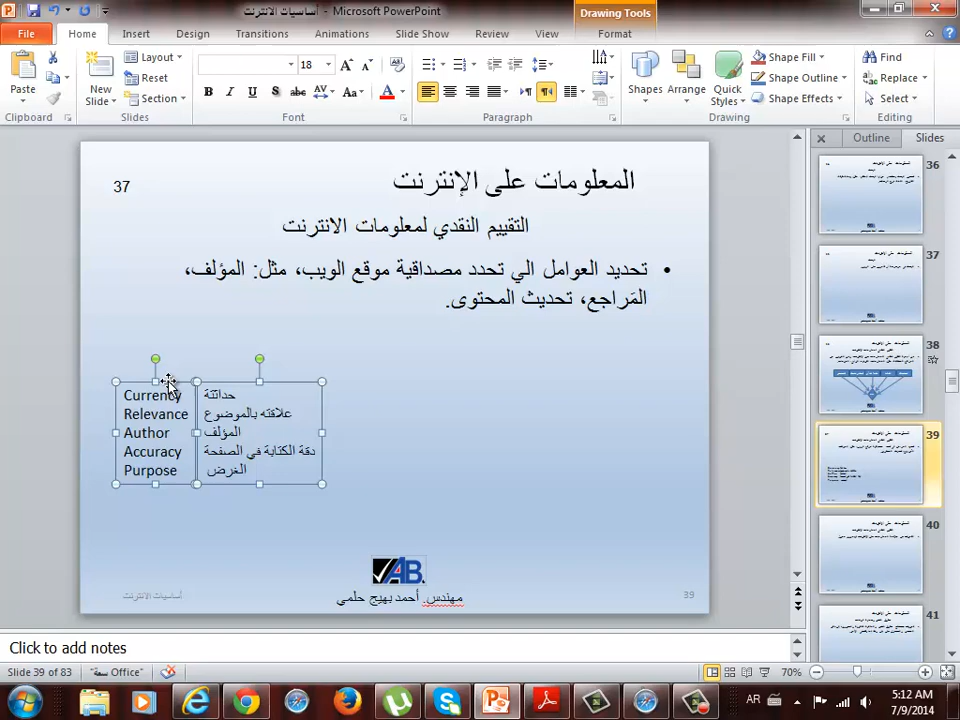 أساسيات الانترنت - Microsoft PowerPoint
Drawing Tools
File Home Insert Design Transitions Animations Slide Show Review View Format
Paste
Clipboard
New Slide
Layout
Reset
Section
Slides
18
Font
Paragraph
Shapes
Arrange
Quick Styles
Shape Fill
Shape Outline
Shape Effects
Drawing
Find
Replace
Select
Editing
Outline Slides
37
المعلومات على الإنترنت
التقييم النقدي لمعلومات الانترنت
• تحديد العوامل الي تحدد مصداقية موقع الويب، مثل: المؤلف،
المَراجع، تحديث المحتوى.
Currency حداثتة
Relevance علاقته بالموضوع
Author المؤلف
Accuracy دقة الكتابة في الصفحة
Purpose الغرض
AB
مهندس. أحمد بهيج حلمي
أساسيات الانترنت
39
36
37
38
39
40
41
Click to add notes
Slide 39 of 83
Office سمة"
70%
AR
5:12 AM
7/9/2014